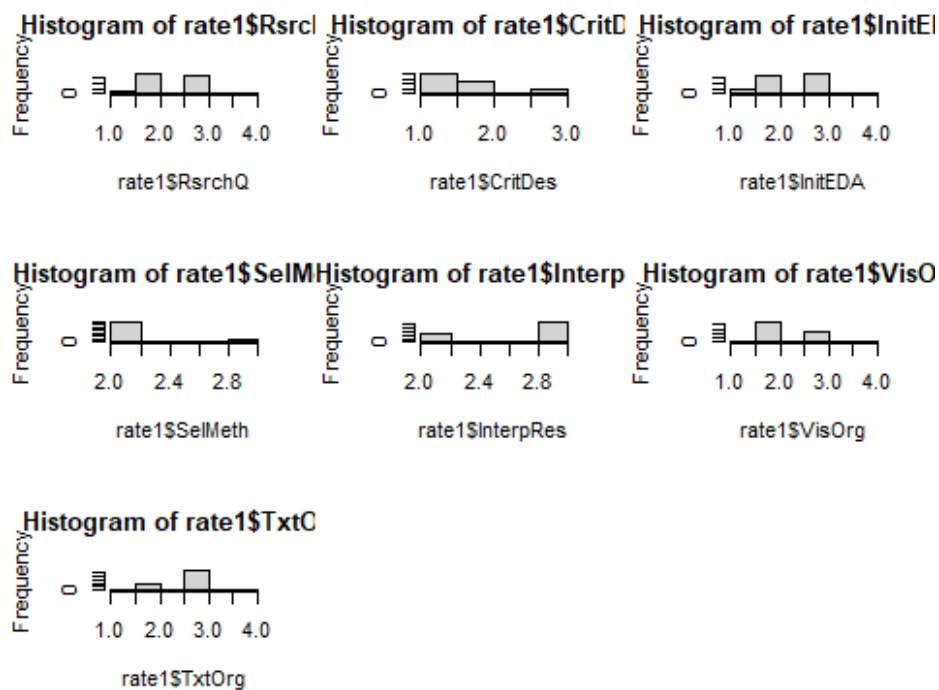 Histogram of rate1$Rsrcl
Frequency
0
1.0 2.0 3.0 4.0
rate1$RsrchQ
Histogram of rate1$CritD
Frequency
0
1.0 2.0 3.0
rate1$CritDes
Histogram of rate1$InitE
Frequency
0
1.0 2.0 3.0 4.0
rate1$InitEDA
Histogram of rate1$SelM
Frequency
0
2.0 2.4 2.8
rate1$SelMeth
Histogram of rate1$Interp
Frequency
0
2.0 2.4 2.8
rate1$InterpRes
Histogram of rate1$VisO
Frequency
0
1.0 2.0 3.0 4.0
rate1$VisOrg
Histogram of rate1$TxtO
Frequency
0
1.0 2.0 3.0 4.0
rate1$TxtOrg